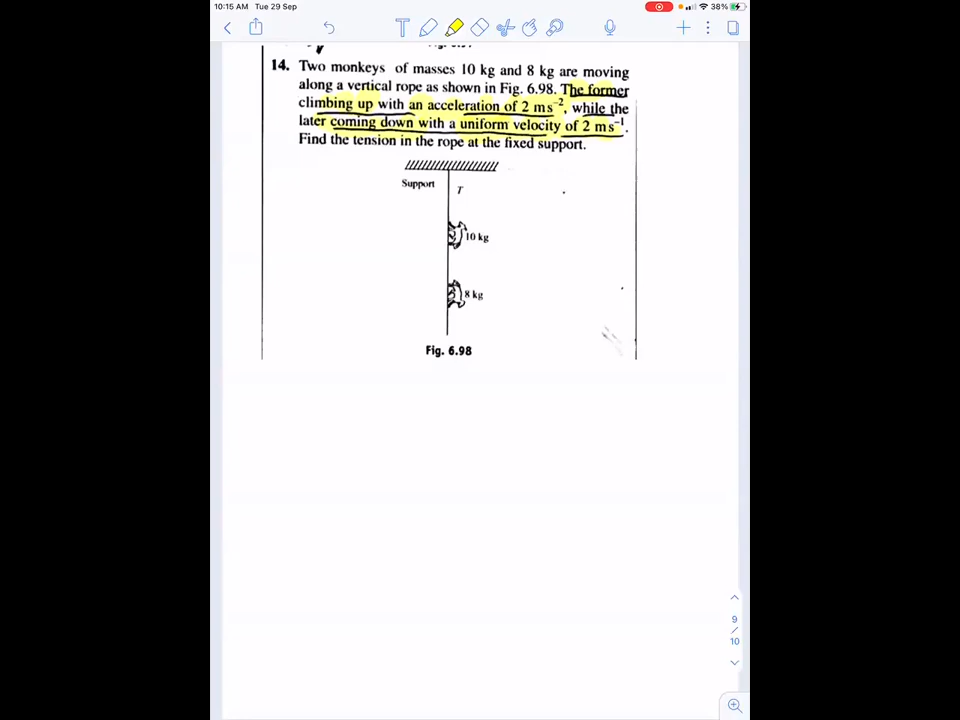 10:15 AM Tue 29 Sep
38%
14. Two monkeys of masses 10 kg and 8 kg are moving
along a vertical rope as shown in Fig. 6.98. The former
climbing up with an acceleration of 2 ms⁻², while the
later coming down with a uniform velocity of 2 ms⁻¹.
Find the tension in the rope at the fixed support.
Support
T
10 kg
8 kg
Fig. 6.98
9
/
10